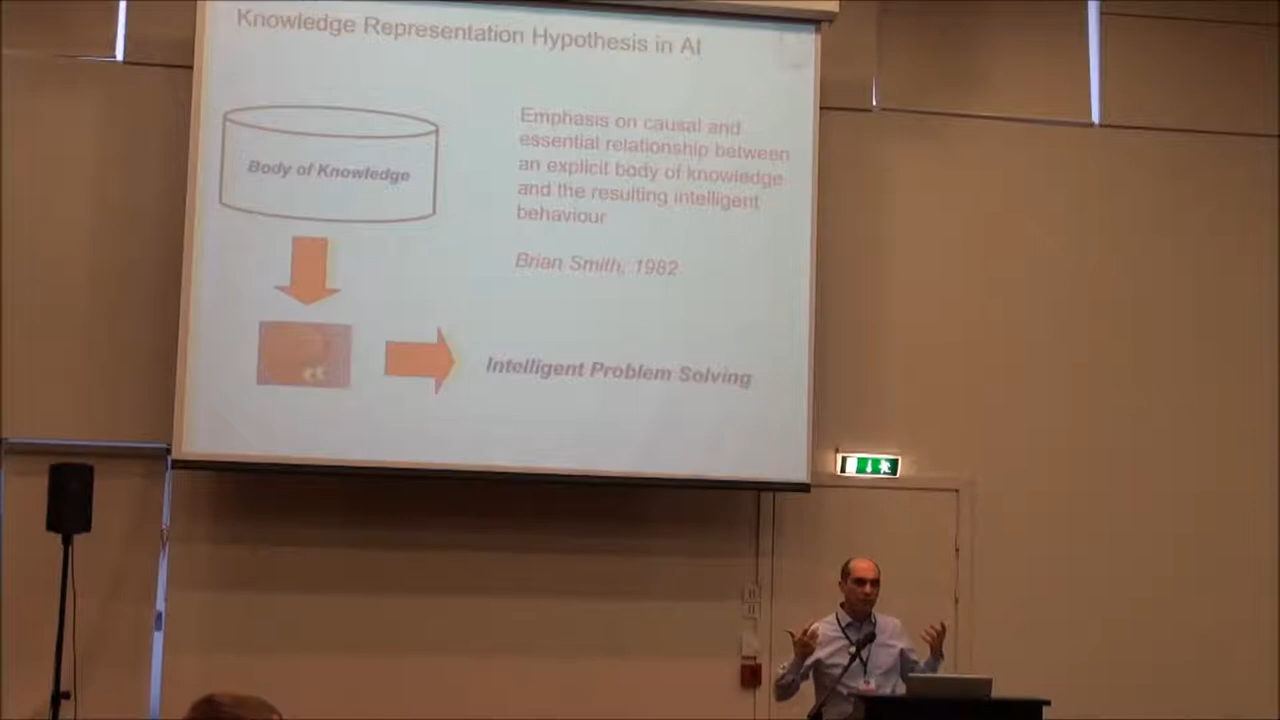 Knowledge Representation Hypothesis in AI
Body of Knowledge
Emphasis on causal and
essential relationship between
an explicit body of knowledge
and the resulting intelligent
behaviour
Brian Smith, 1982
Intelligent Problem Solving